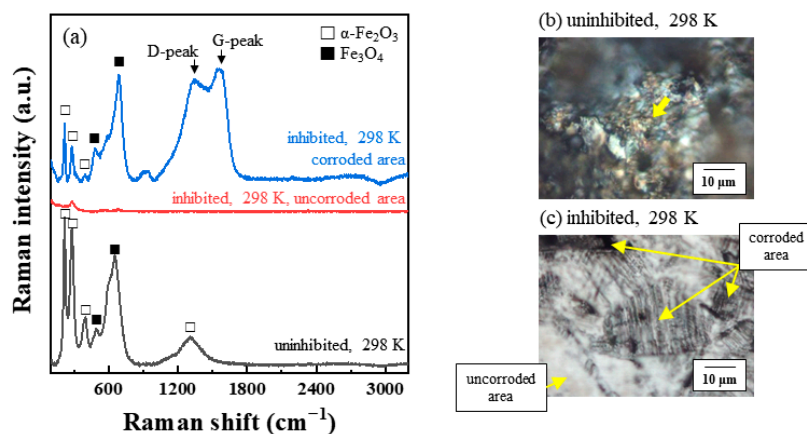 (a)
□ α-Fe₂O₃
■ Fe₃O₄
D-peak
G-peak
inhibited, 298 K
corroded area
inhibited, 298 K, uncorroded area
uninhibited, 298 K
Raman intensity (a.u.)
600 1200 1800 2400 3000
Raman shift (cm⁻¹)
(b) uninhibited, 298 K
10 μm
(c) inhibited, 298 K
corroded
area
uncorroded
area
10 μm